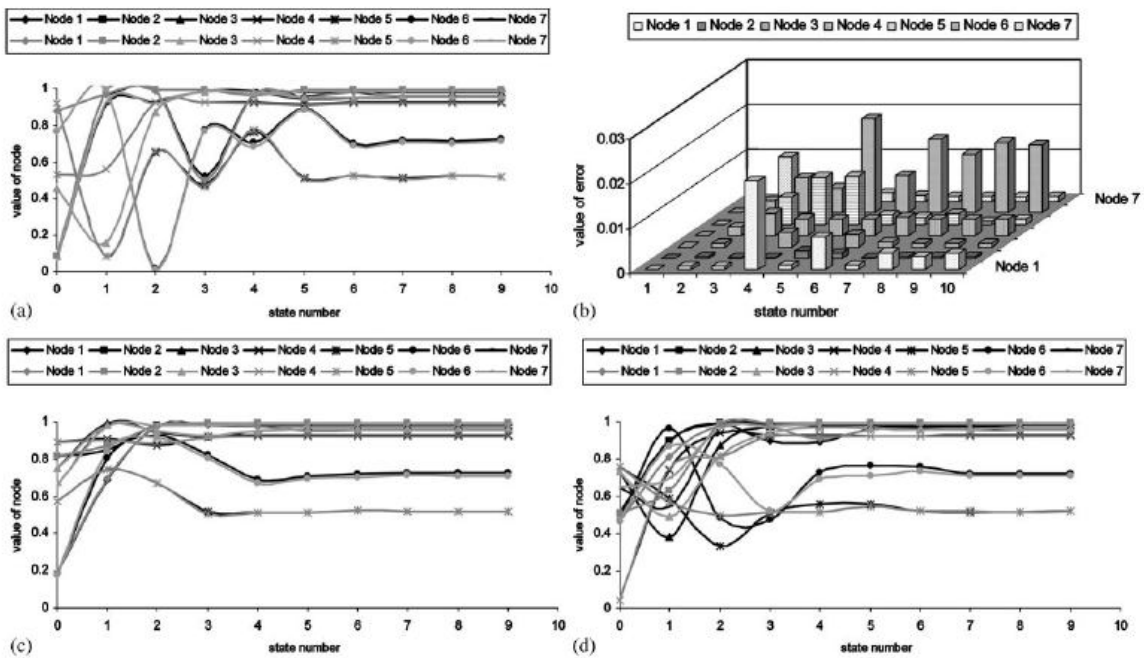 Node 1 Node 2 Node 3 Node 4 Node 5 Node 6 Node 7
Node 1 Node 2 Node 3 Node 4 Node 5 Node 6 Node 7
value of node
1
0.8
0.6
0.4
0.2
0
0 1 2 3 4 5 6 7 8 9 10
state number
(a)
Node 1 Node 2 Node 3 Node 4 Node 5 Node 6 Node 7
value of error
0.03
0.02
0.01
0
1 2 3 4 5 6 7 8 9 10
state number
Node 7
Node 1
(b)
Node 1 Node 2 Node 3 Node 4 Node 5 Node 6 Node 7
Node 1 Node 2 Node 3 Node 4 Node 5 Node 6 Node 7
value of node
1
0.8
0.6
0.4
0.2
0
0 1 2 3 4 5 6 7 8 9 10
state number
(c)
Node 1 Node 2 Node 3 Node 4 Node 5 Node 6 Node 7
Node 1 Node 2 Node 3 Node 4 Node 5 Node 6 Node 7
value of node
1
0.8
0.6
0.4
0.2
0
0 1 2 3 4 5 6 7 8 9 10
state number
(d)